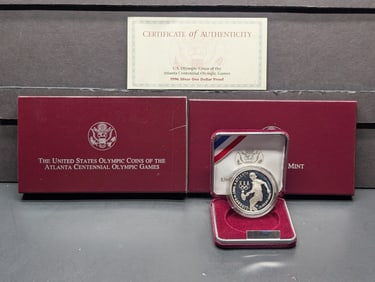 CERTIFICATE of AUTHENTICITY
U.S. Olympic Coins of the
Atlanta Centennial Olympic Games
1996 Silver One Dollar Proof
THE UNITED STATES OLYMPIC COINS OF THE
ATLANTA CENTENNIAL OLYMPIC GAMES
MINT